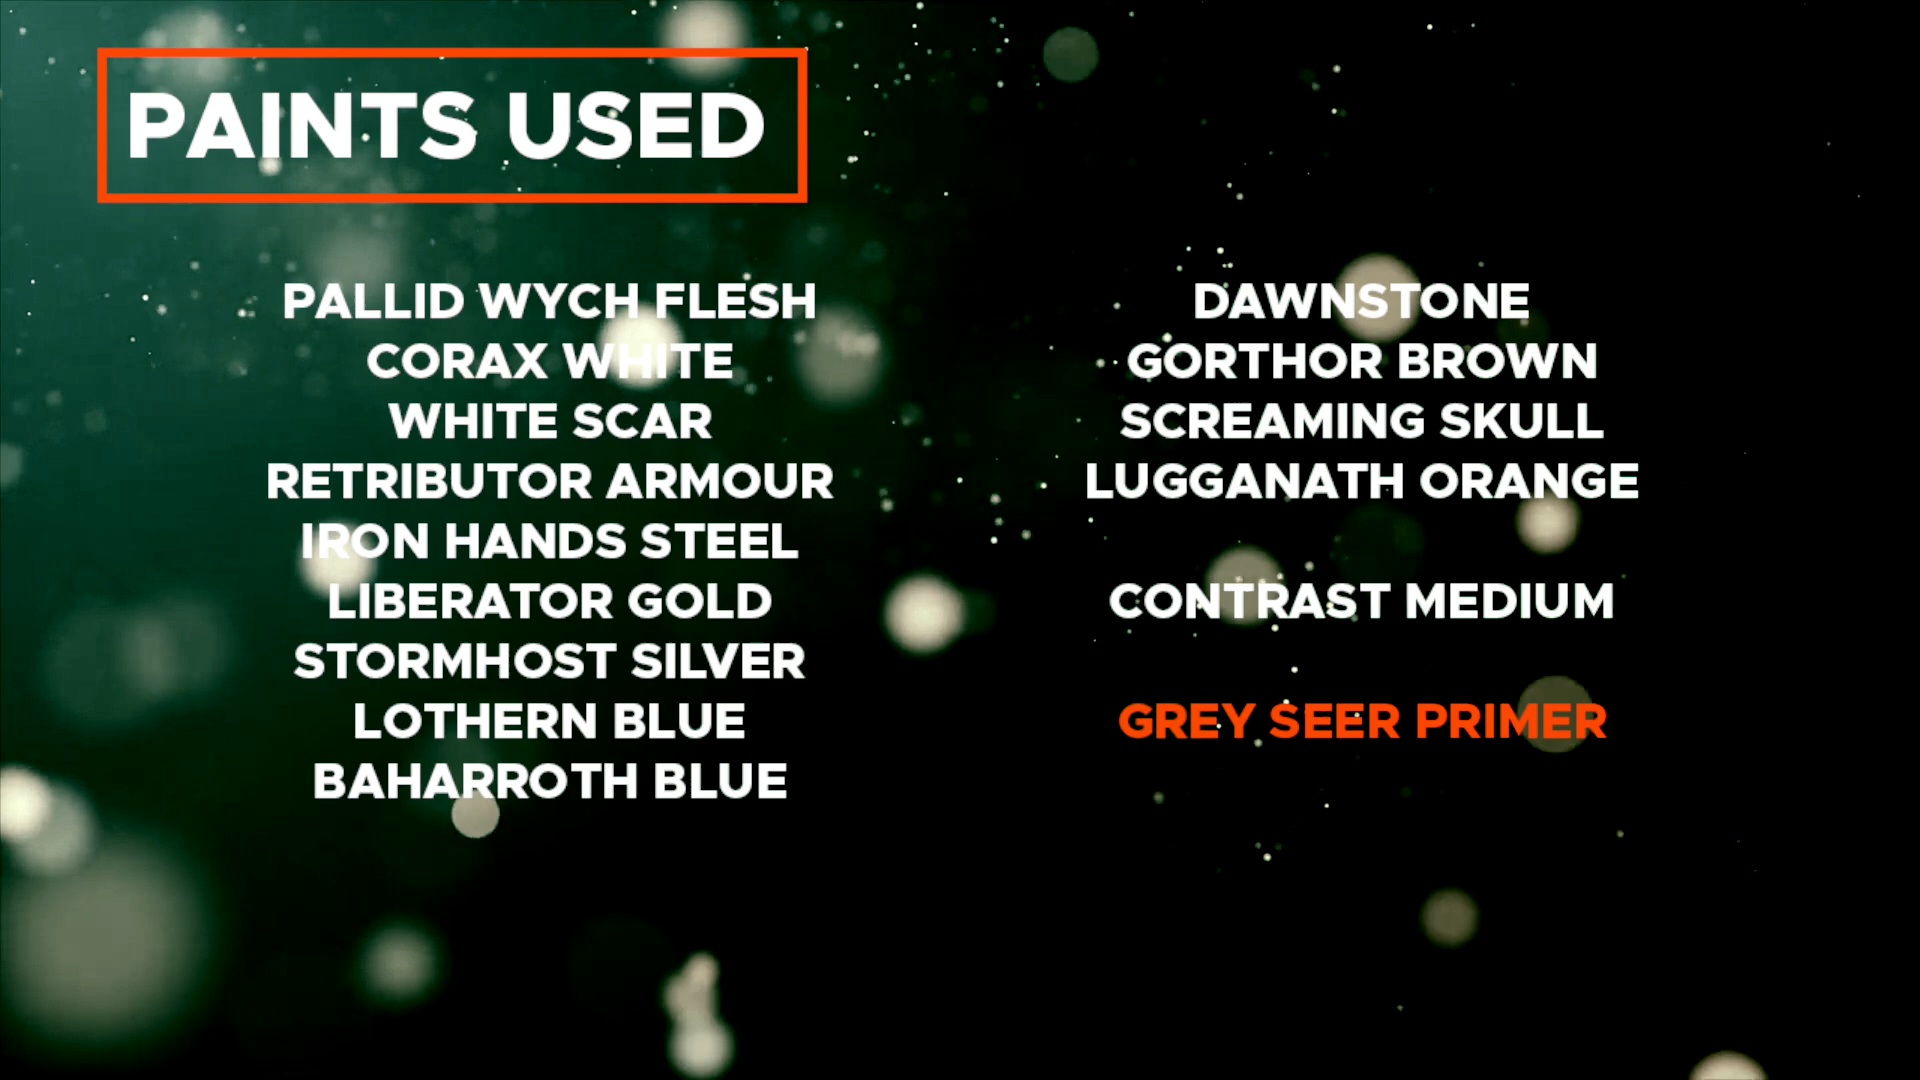 PAINTS USED
PALLID WYCH FLESH
CORAX WHITE
WHITE SCAR
RETRIBUTOR ARMOUR
IRON HANDS STEEL
LIBERATOR GOLD
STORMHOST SILVER
LOTHERN BLUE
BAHARROTH BLUE
DAWNSTONE
GORTHOR BROWN
SCREAMING SKULL
LUGGANATH ORANGE
CONTRAST MEDIUM
GREY SEER PRIMER